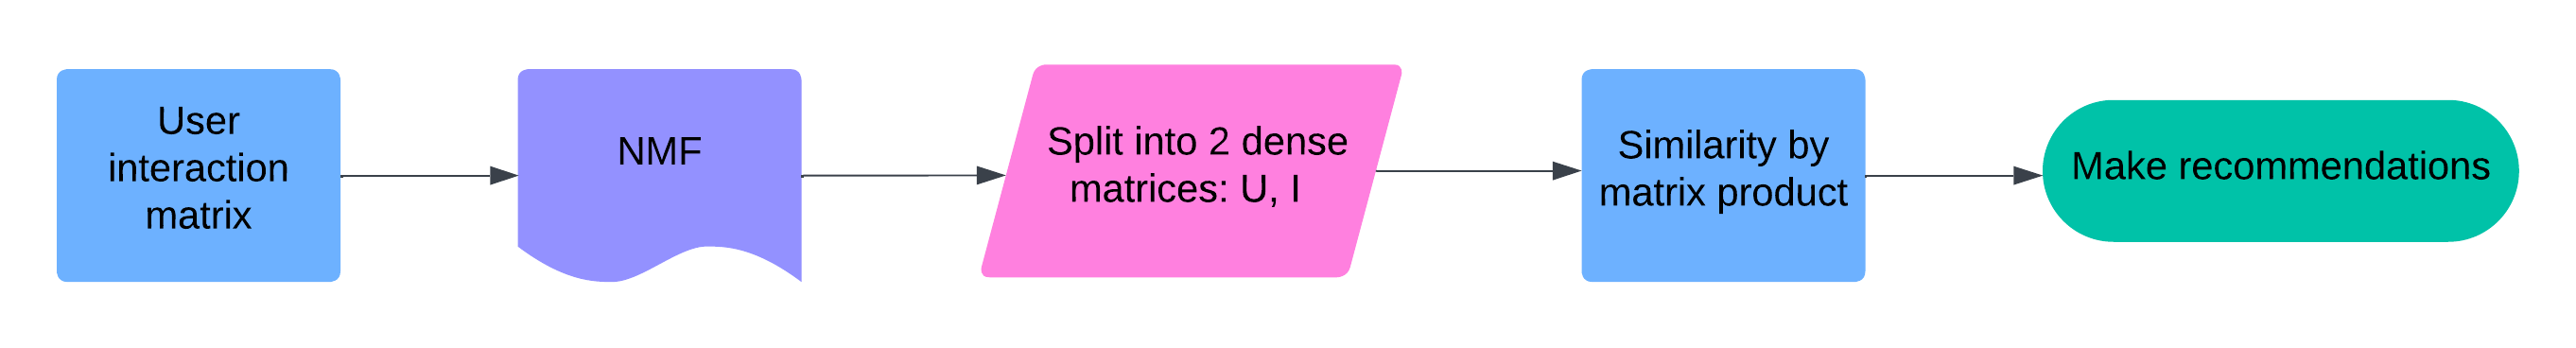 User
interaction
matrix
NMF
Split into 2 dense
matrices: U, I
Similarity by
matrix product
Make recommendations